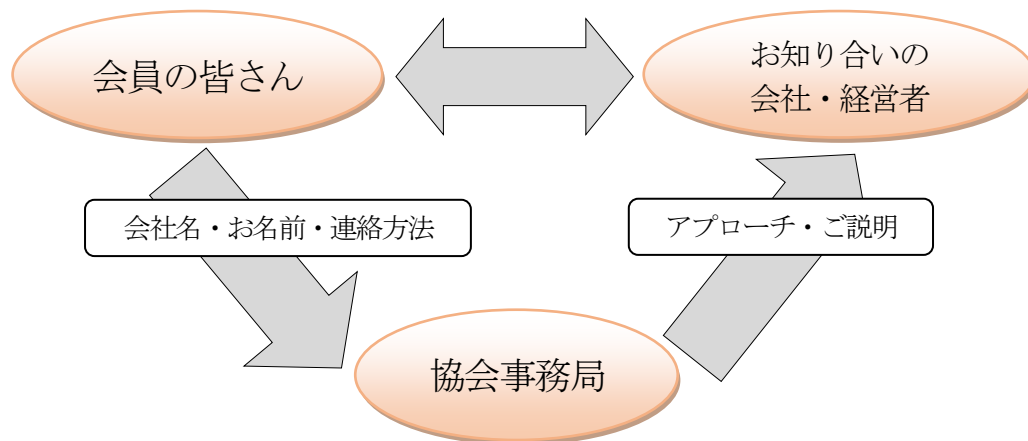 会員の皆さん
お知り合いの
会社・経営者
会社名・お名前・連絡方法
アプローチ・ご説明
協会事務局